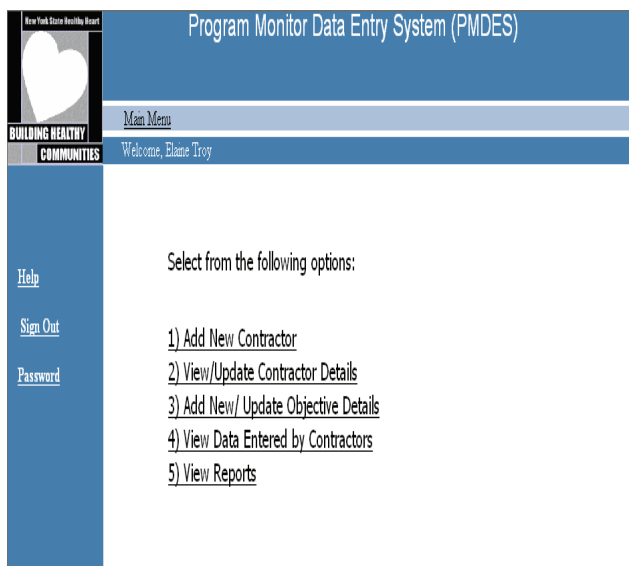 New York State Healthy Heart
Program Monitor Data Entry System (PMDES)
Main Menu
BUILDING HEALTHY
COMMUNITIES
Welcome, Elaine Troy
Select from the following options:
Help
Sign Out
Password
1) Add New Contractor
2) View/Update Contractor Details
3) Add New/ Update Objective Details
4) View Data Entered by Contractors
5) View Reports